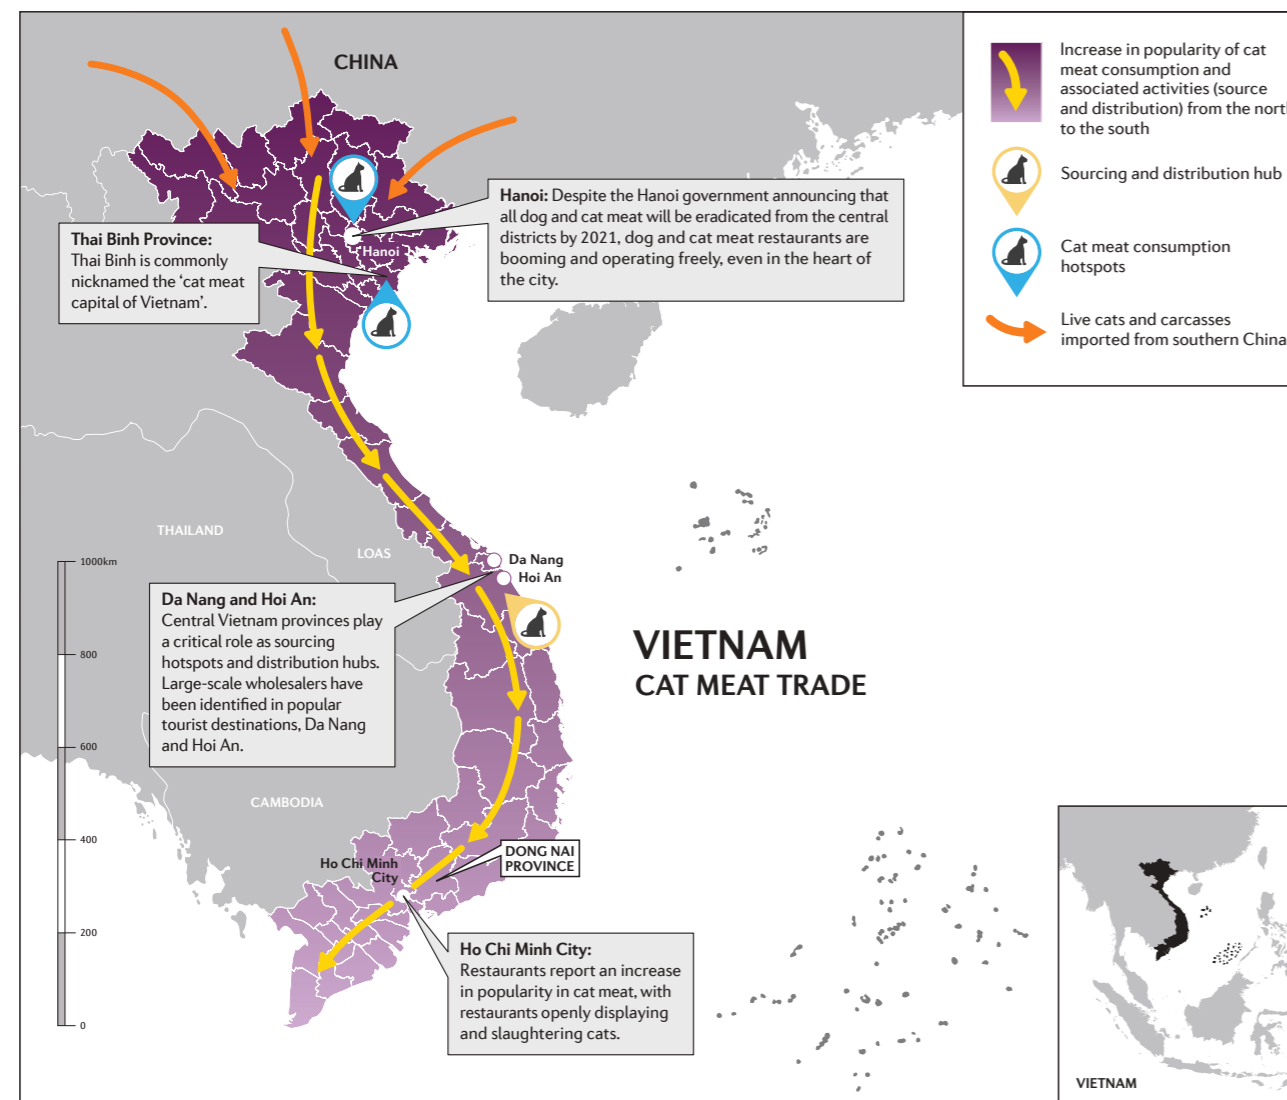 CHINA
Increase in popularity of cat
meat consumption and
associated activities (source
and distribution) from the north
to the south
Sourcing and distribution hub
Cat meat consumption
hotspots
Live cats and carcasses
imported from southern China
Hanoi: Despite the Hanoi government announcing that
all dog and cat meat will be eradicated from the central
districts by 2021, dog and cat meat restaurants are
booming and operating freely, even in the heart of
the city.
Thai Binh Province:
Thai Binh is commonly
nicknamed the ‘cat meat
capital of Vietnam’.
Hanoi
THAILAND
LOAS
1000km
800
600
400
200
0
Da Nang
Hoi An
Da Nang and Hoi An:
Central Vietnam provinces play
a critical role as sourcing
hotspots and distribution hubs.
Large-scale wholesalers have
been identified in popular
tourist destinations, Da Nang
and Hoi An.
VIETNAM
CAT MEAT TRADE
CAMBODIA
Ho Chi Minh
City
DONG NAI
PROVINCE
Ho Chi Minh City:
Restaurants report an increase
in popularity in cat meat, with
restaurants openly displaying
and slaughtering cats.
VIETNAM